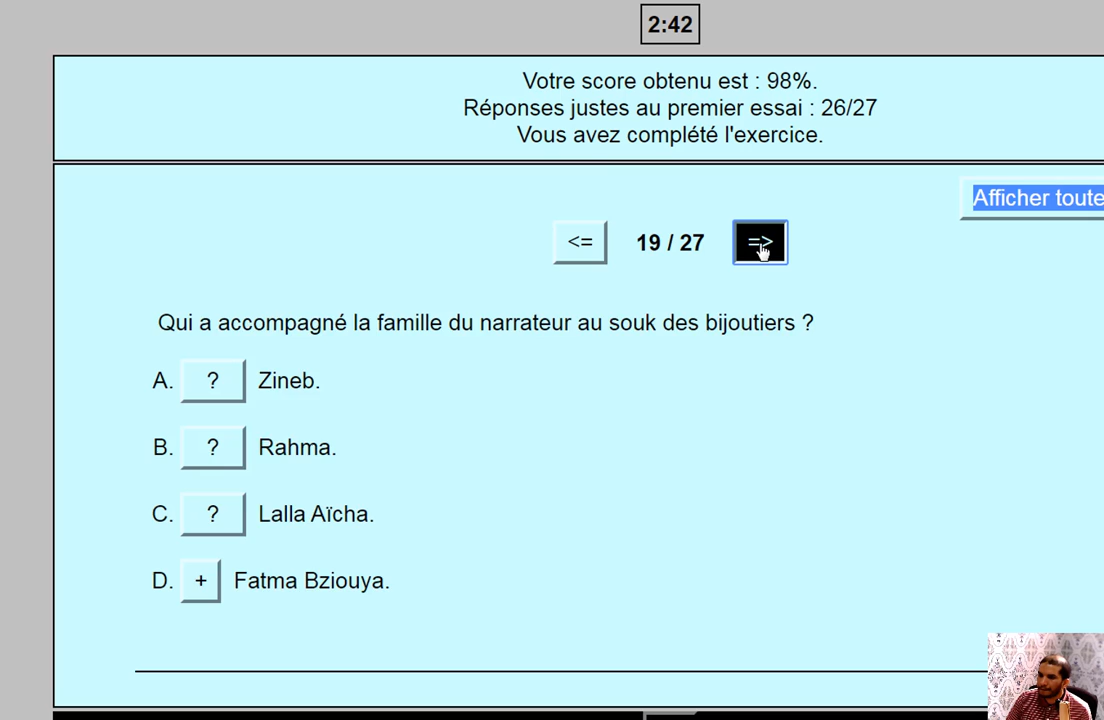 2:42
Votre score obtenu est : 98%.
Réponses justes au premier essai : 26/27
Vous avez complété l'exercice.
Afficher toute
<= 19 / 27 =>
Qui a accompagné la famille du narrateur au souk des bijoutiers ?
A. ? Zineb.
B. ? Rahma.
C. ? Lalla Aïcha.
D. + Fatma Bziouya.